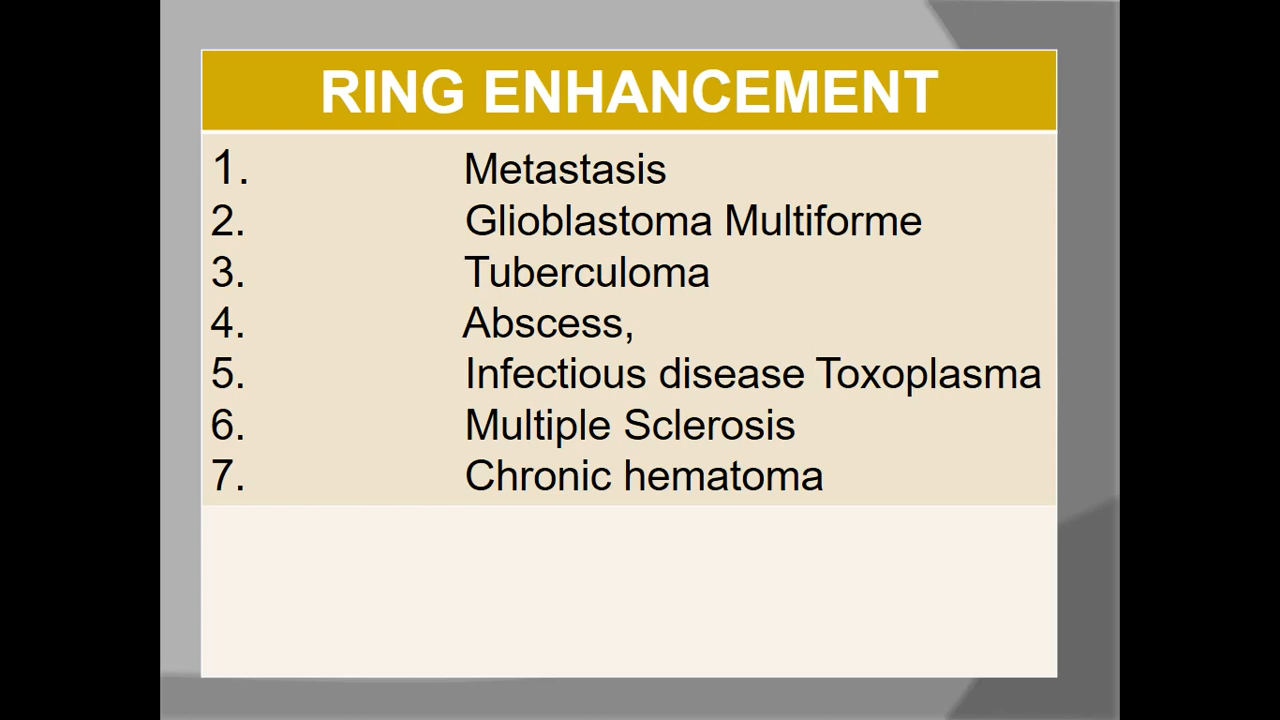 RING ENHANCEMENT
1. Metastasis
2. Glioblastoma Multiforme
3. Tuberculoma
4. Abscess,
5. Infectious disease Toxoplasma
6. Multiple Sclerosis
7. Chronic hematoma